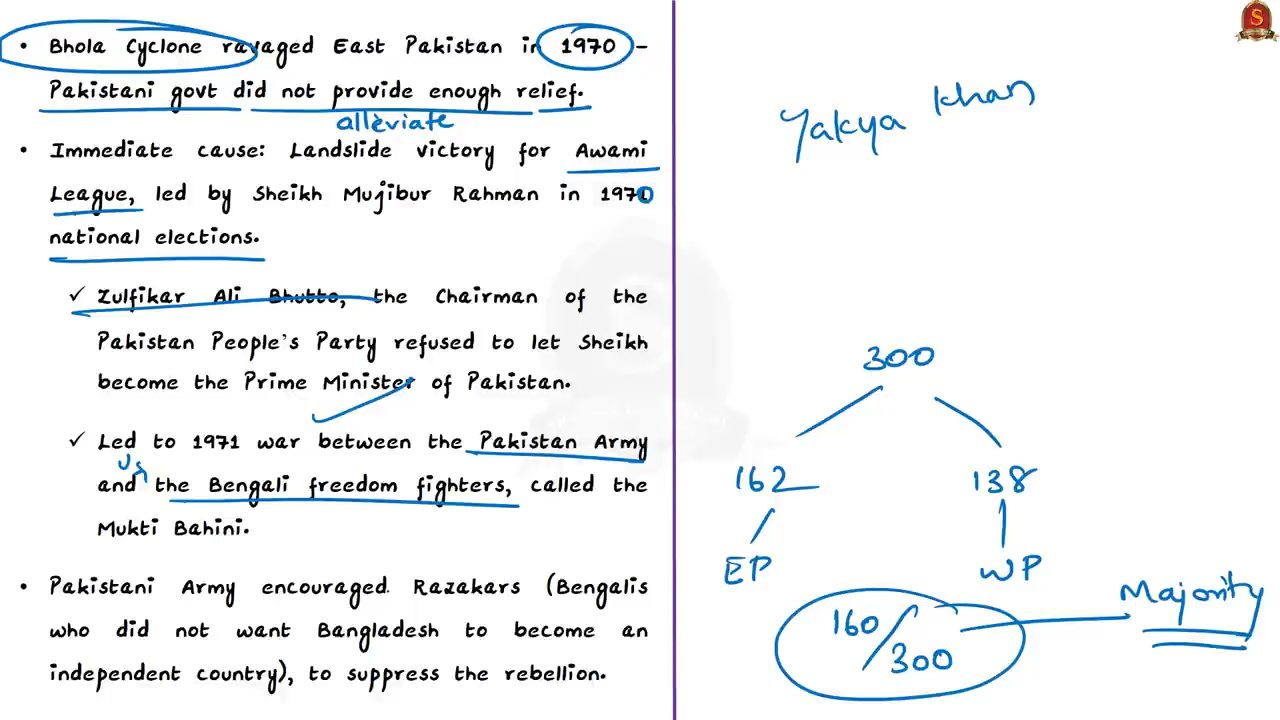 • Bhola Cyclone ravaged East Pakistan in 1970 –
Pakistani govt did not provide enough relief.
alleviate
• Immediate cause: Landslide victory for Awami
League, led by Sheikh Mujibur Rahman in 1970
national elections.
✓ Zulfikar Ali Bhutto, the Chairman of the
Pakistan People's Party refused to let Sheikh
become the Prime Minister of Pakistan.
✓ Led to 1971 war between the Pakistan Army
vs
and the Bengali freedom fighters, called the
Mukti Bahini.
• Pakistani Army encouraged Razakars (Bengalis
who did not want Bangladesh to become an
independent country), to suppress the rebellion.
Yakya Khan
300
162 138
EP WP
160/300
Majority
S